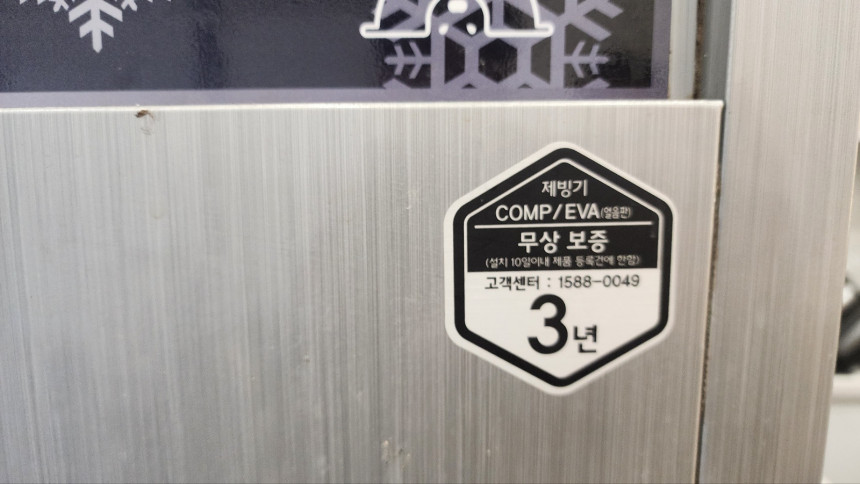 제빙기
COMP/EVA(얼음판)
무상 보증
(설치 10일이내 제품 등록건에 한함)
고객센터 : 1588-0049
3년